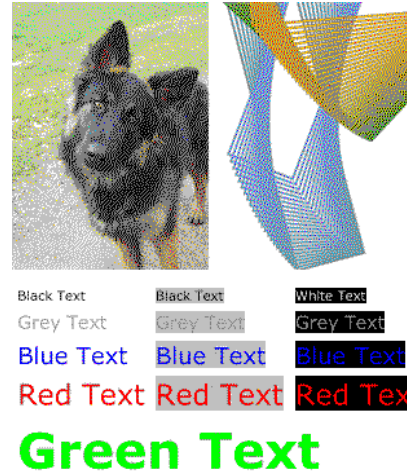 Black Text Black Text White Text
Grey Text Grey Text Grey Text
Blue Text Blue Text Blue Text
Red Text Red Text Red Tex
Green Text